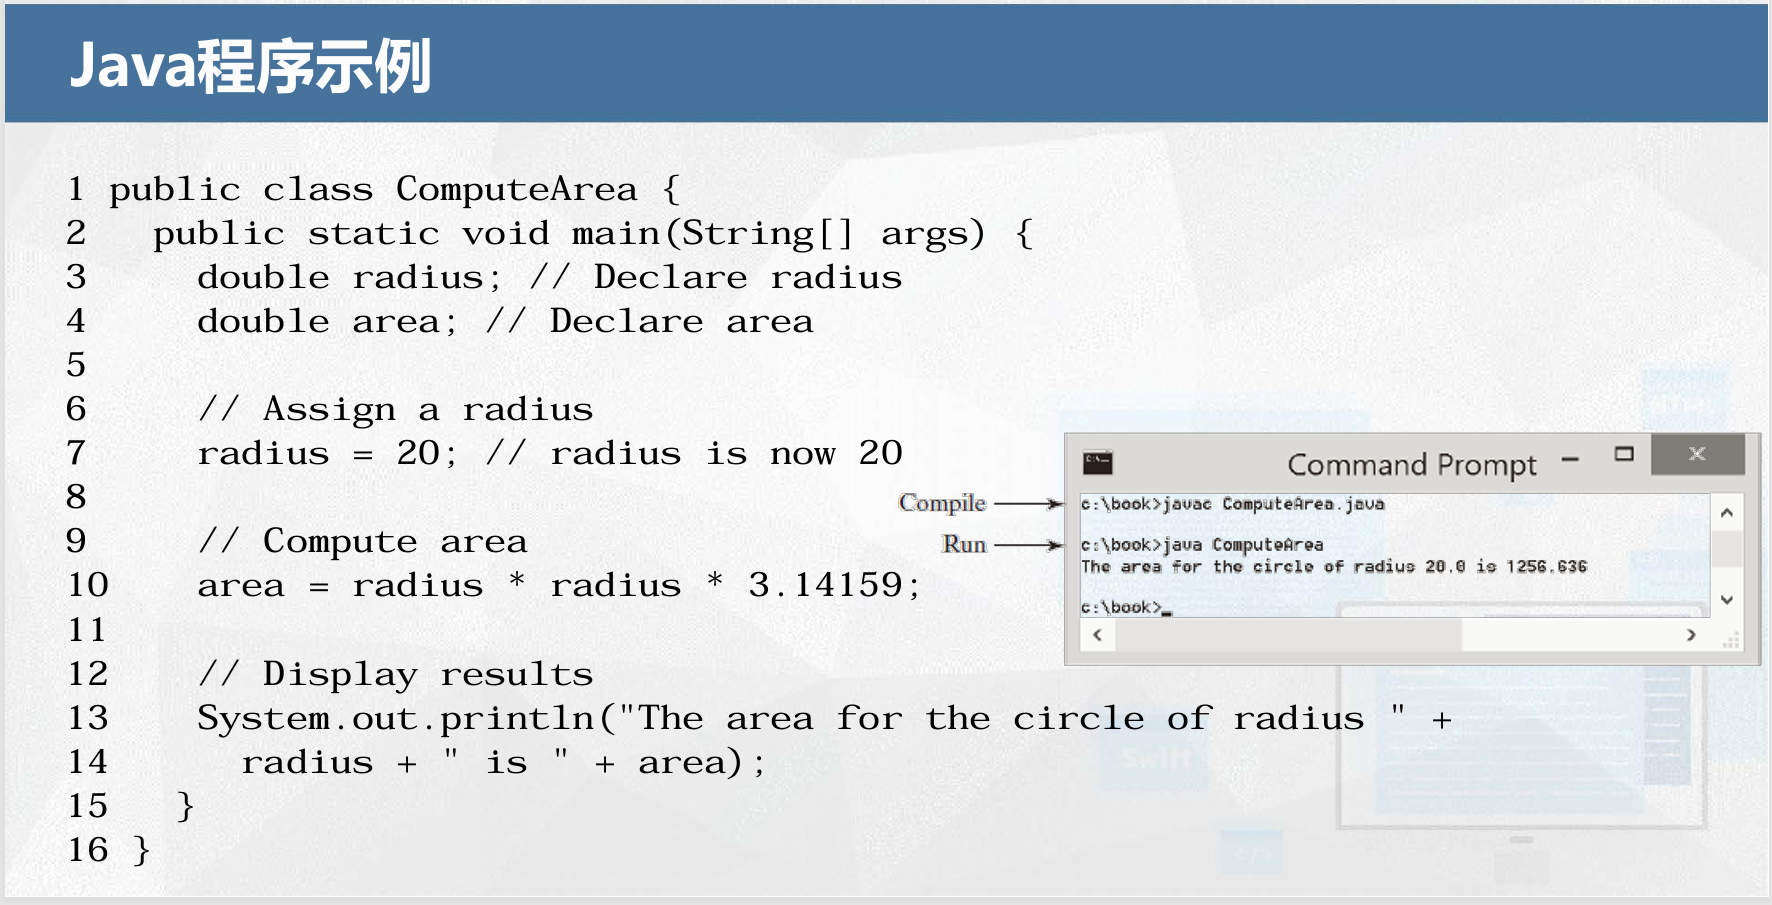 Java程序示例
1 public class ComputeArea {
2   public static void main(String[] args) {
3     double radius; // Declare radius
4     double area; // Declare area
5
6     // Assign a radius
7     radius = 20; // radius is now 20
8
9     // Compute area
10    area = radius * radius * 3.14159;
11
12    // Display results
13    System.out.println("The area for the circle of radius " +
14      radius + " is " + area);
15   }
16 }
Command Prompt
Compile
c:\book>javac ComputeArea.java
Run
c:\book>java ComputeArea
The area for the circle of radius 20.0 is 1256.636
c:\book>_
Swift
</>